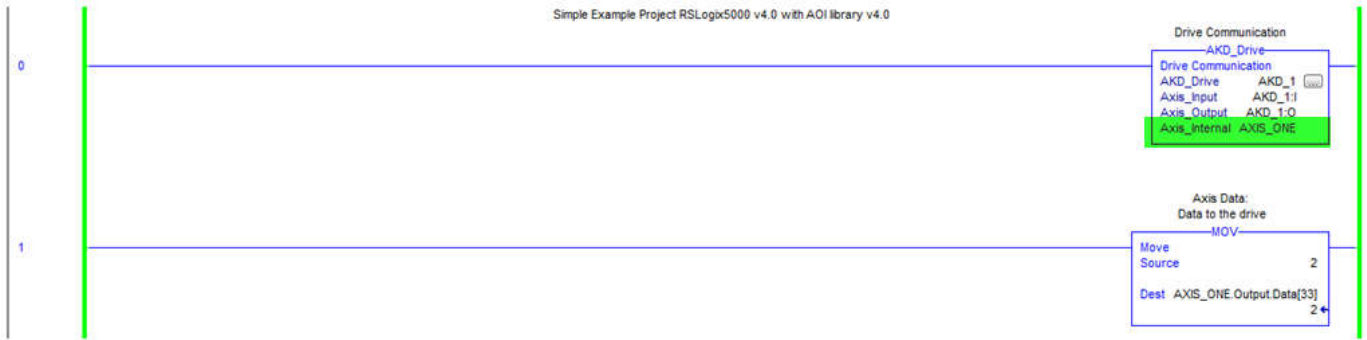 Simple Example Project RSLogix5000 v4.0 with AOI library v4.0
Drive Communication
AKD_Drive
0
Drive Communication
AKD_Drive AKD_1 ...
Axis_Input AKD_1:I
Axis_Output AKD_1:O
Axis_Internal AXIS_ONE
Axis Data:
Data to the drive
MOV
1
Move
Source 2
Dest AXIS_ONE.Output.Data[33]
2